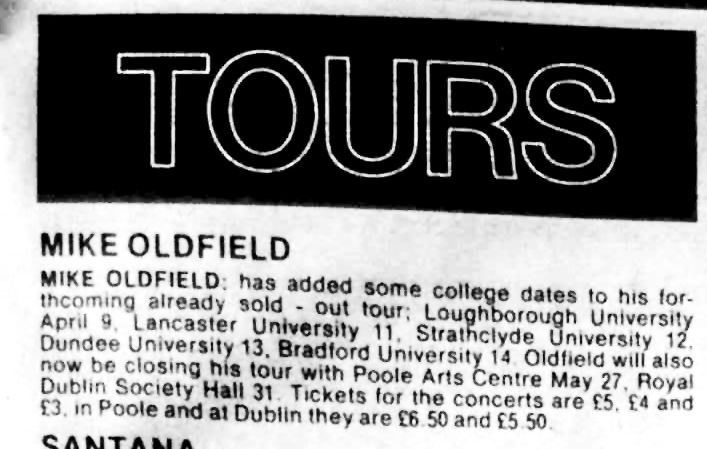 TOURS
MIKE OLDFIELD
MIKE OLDFIELD: has added some college dates to his for-
thcoming already sold - out tour; Loughborough University
April 9, Lancaster University 11, Strathclyde University 12,
Dundee University 13, Bradford University 14. Oldfield will also
now be closing his tour with Poole Arts Centre May 27, Royal
Dublin Society Hall 31. Tickets for the concerts are £5, £4 and
£3, in Poole and at Dublin they are £6.50 and £5.50.
SANTANA